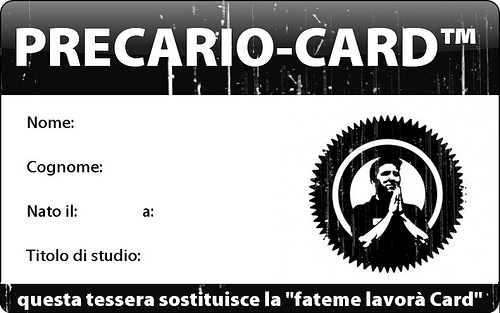 PRECARIO-CARD™
Nome:
Cognome:
Nato il: a:
Titolo di studio:
questa tessera sostituisce la "fateme lavorà Card"